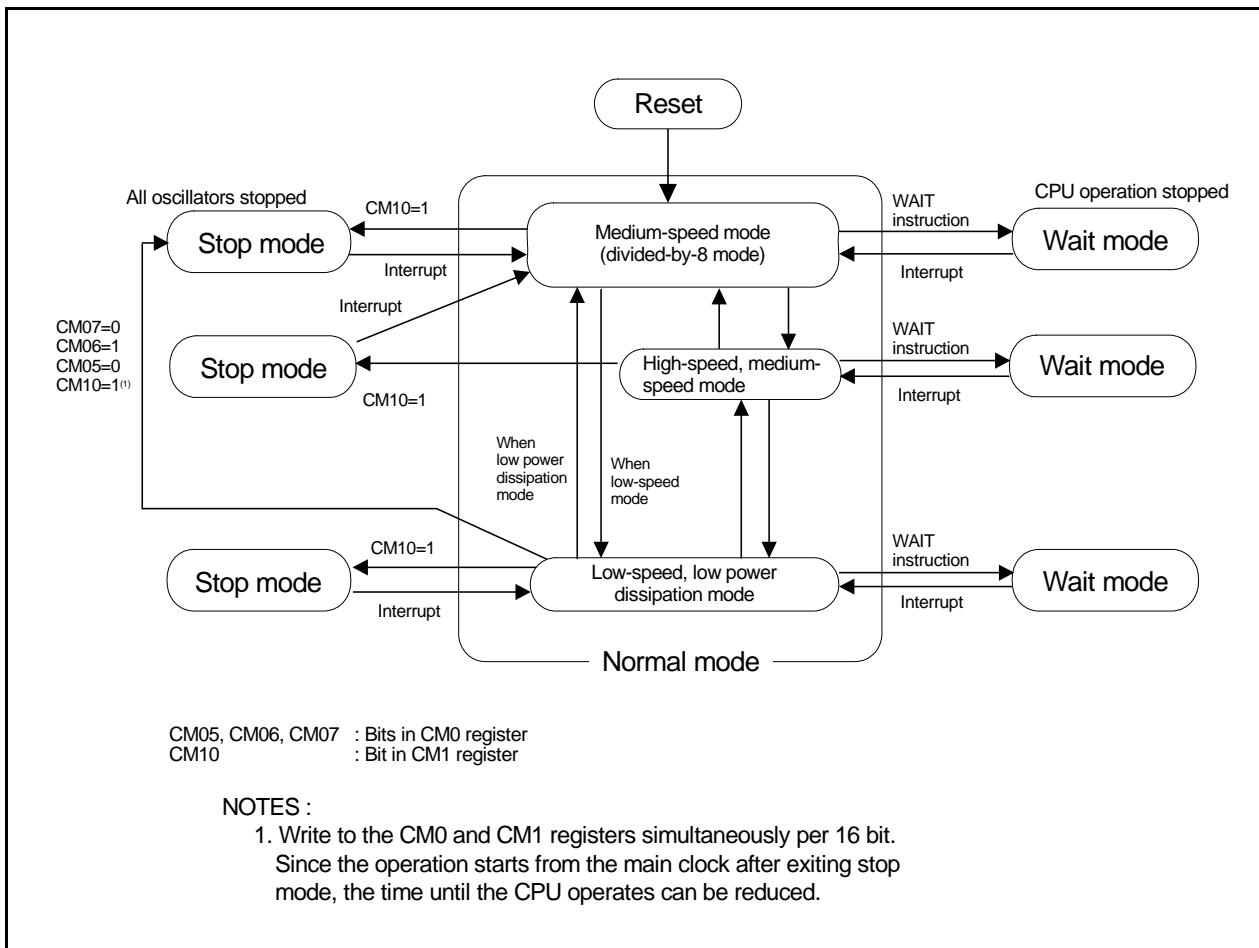 Reset
All oscillators stopped
CM10=1
WAIT
instruction
CPU operation stopped
Stop mode
Medium-speed mode
(divided-by-8 mode)
Wait mode
Interrupt
Interrupt
Interrupt
CM07=0
CM06=1
CM05=0
CM10=1(1)
Stop mode
CM10=1
High-speed, medium-
speed mode
WAIT
instruction
Wait mode
Interrupt
When
low power
dissipation
mode
When
low-speed
mode
CM10=1
Stop mode
Interrupt
Low-speed, low power
dissipation mode
WAIT
instruction
Wait mode
Interrupt
Normal mode
CM05, CM06, CM07 : Bits in CM0 register
CM10 : Bit in CM1 register
NOTES :
1. Write to the CM0 and CM1 registers simultaneously per 16 bit.
Since the operation starts from the main clock after exiting stop
mode, the time until the CPU operates can be reduced.